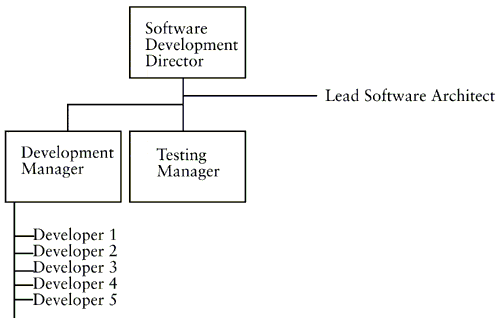 Software
Development
Director
Lead Software Architect
Development
Manager
Testing
Manager
Developer 1
Developer 2
Developer 3
Developer 4
Developer 5